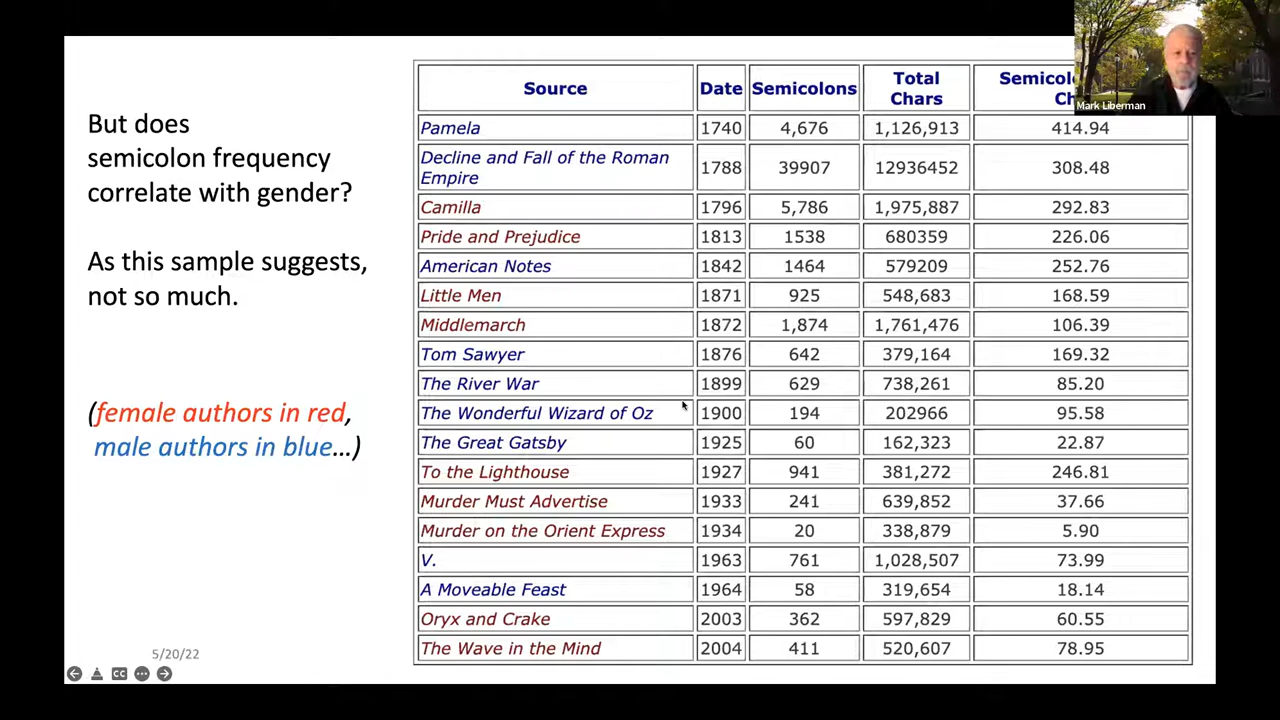 But does
semicolon frequency
correlate with gender?
As this sample suggests,
not so much.
(female authors in red,
male authors in blue…)
5/20/22
CC
Source Date Semicolons Total Chars
Pamela 1740 4,676 1,126,913 414.94
Decline and Fall of the Roman Empire 1788 39907 12936452 308.48
Camilla 1796 5,786 1,975,887 292.83
Pride and Prejudice 1813 1538 680359 226.06
American Notes 1842 1464 579209 252.76
Little Men 1871 925 548,683 168.59
Middlemarch 1872 1,874 1,761,476 106.39
Tom Sawyer 1876 642 379,164 169.32
The River War 1899 629 738,261 85.20
The Wonderful Wizard of Oz 1900 194 202966 95.58
The Great Gatsby 1925 60 162,323 22.87
To the Lighthouse 1927 941 381,272 246.81
Murder Must Advertise 1933 241 639,852 37.66
Murder on the Orient Express 1934 20 338,879 5.90
V. 1963 761 1,028,507 73.99
A Moveable Feast 1964 58 319,654 18.14
Oryx and Crake 2003 362 597,829 60.55
The Wave in the Mind 2004 411 520,607 78.95
Mark Liberman